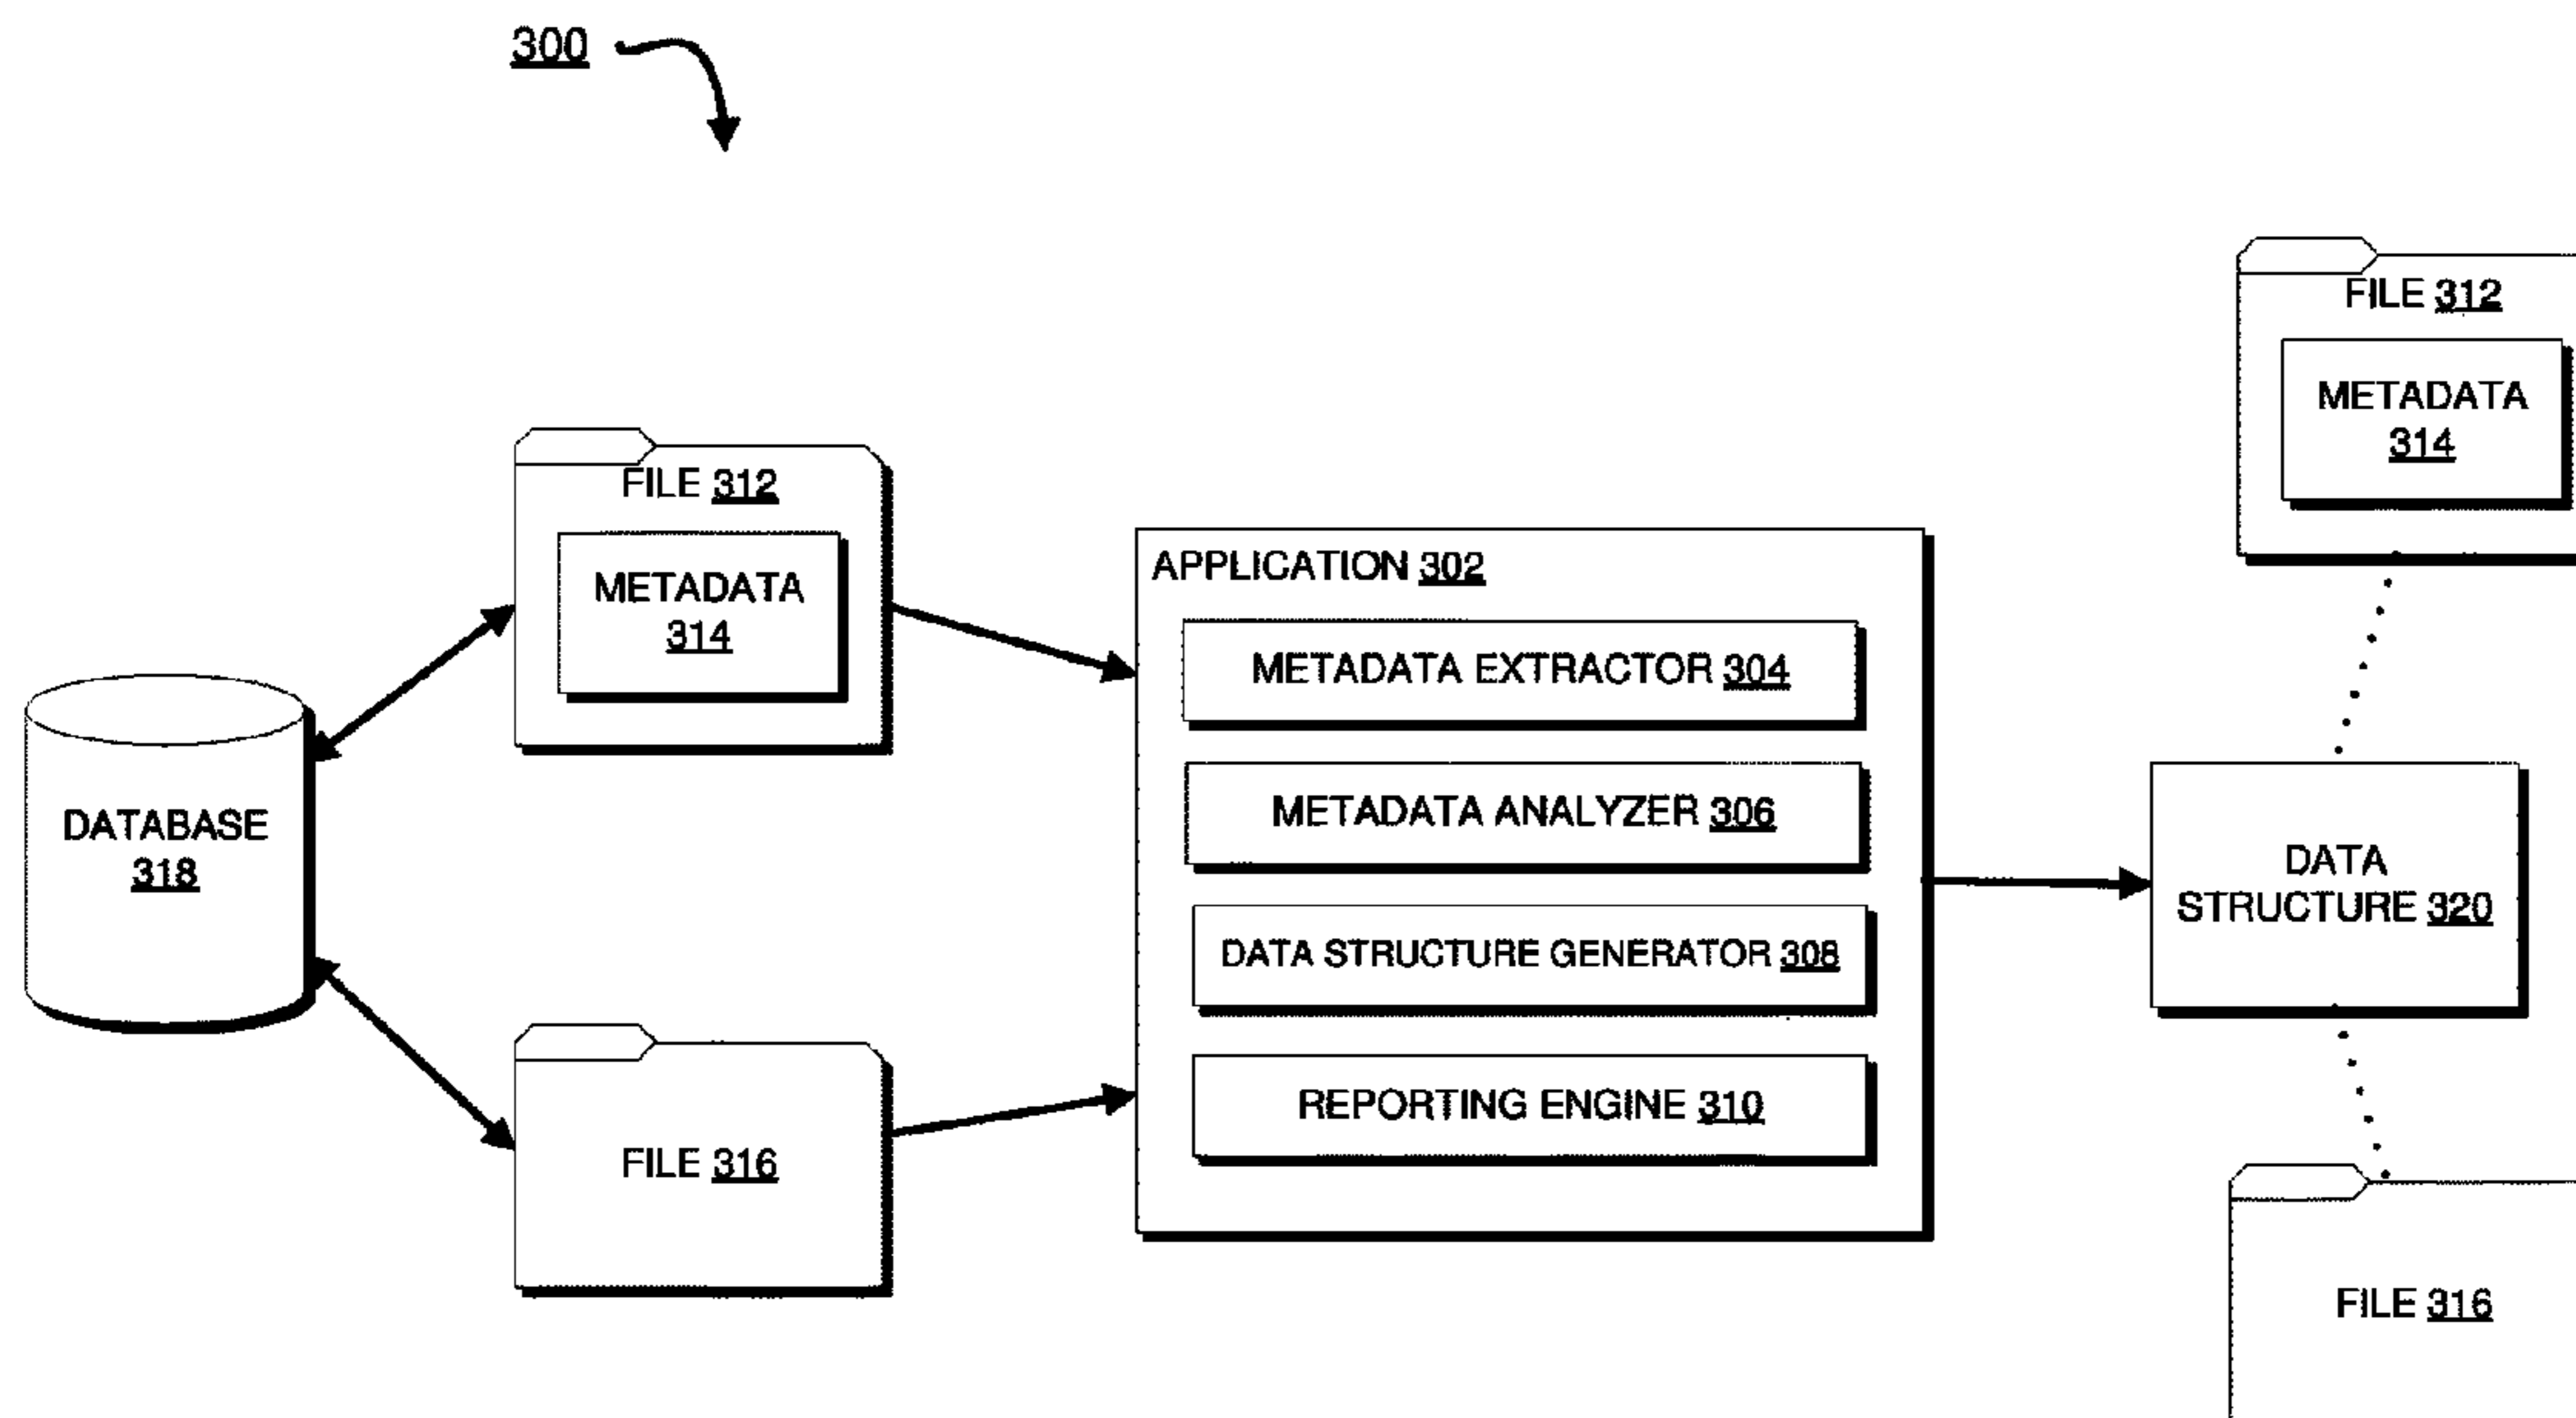 300
FILE 312
METADATA
314
DATABASE
318
FILE 316
APPLICATION 302
METADATA EXTRACTOR 304
METADATA ANALYZER 306
DATA STRUCTURE GENERATOR 308
REPORTING ENGINE 310
FILE 312
METADATA
314
DATA
STRUCTURE 320
FILE 316